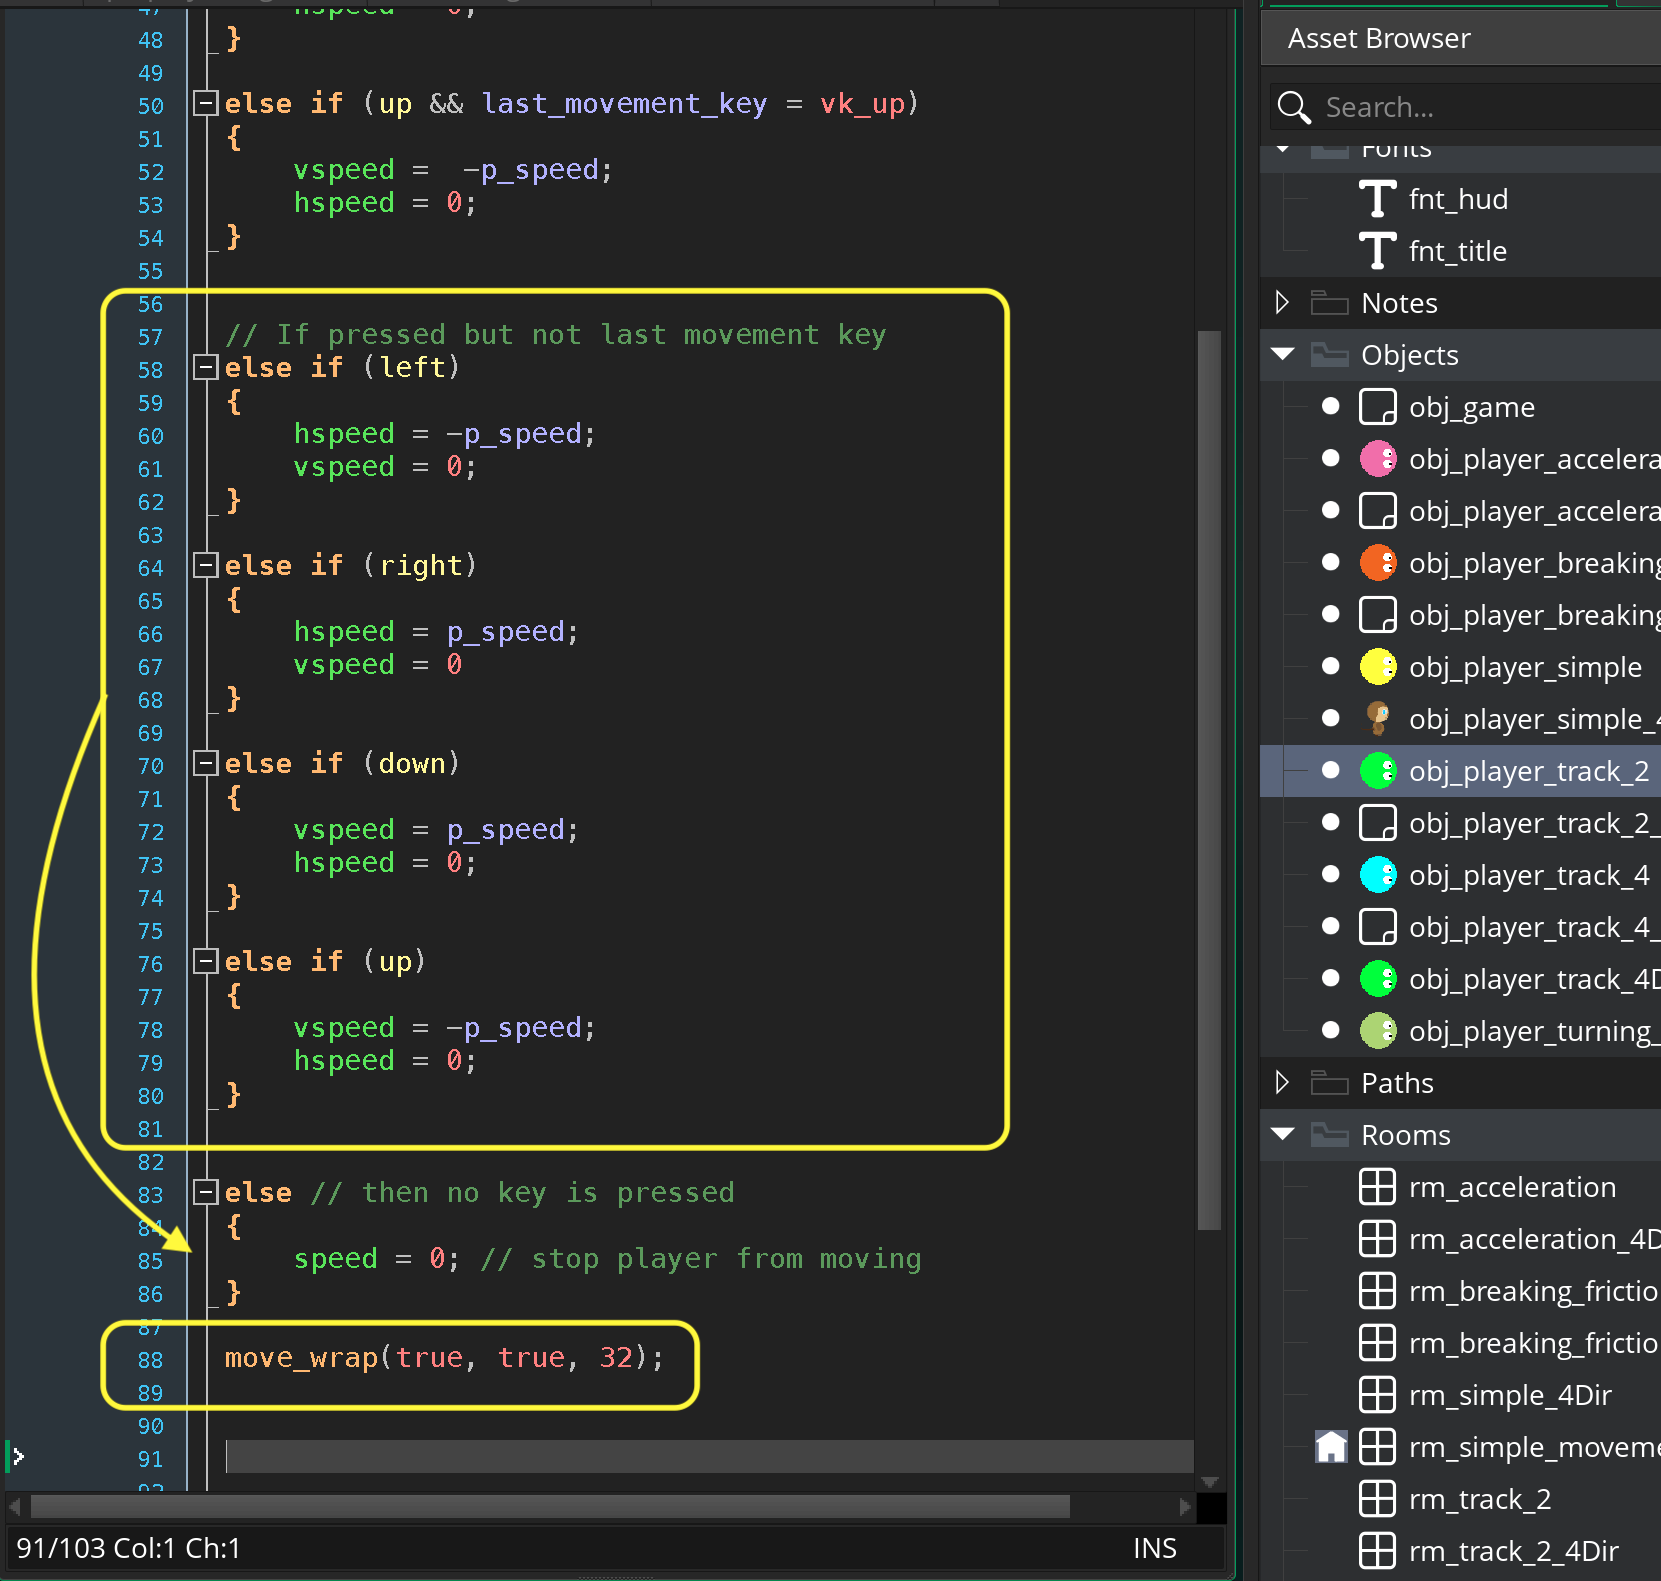 47 hspeed = 0;
48 }
49
50 else if (up && last_movement_key = vk_up)
51 {
52 vspeed =  -p_speed;
53 hspeed = 0;
54 }
55
56
57 // If pressed but not last movement key
58 else if (left)
59 {
60 hspeed = -p_speed;
61 vspeed = 0;
62 }
63
64 else if (right)
65 {
66 hspeed = p_speed;
67 vspeed = 0
68 }
69
70 else if (down)
71 {
72 vspeed = p_speed;
73 hspeed = 0;
74 }
75
76 else if (up)
77 {
78 vspeed = -p_speed;
79 hspeed = 0;
80 }
81
82
83 else // then no key is pressed
84 {
85 speed = 0; // stop player from moving
86 }
87
88 move_wrap(true, true, 32);
89
90
91
91/103 Col:1 Ch:1 INS
Asset Browser
Search...
Fonts
fnt_hud
fnt_title
Notes
Objects
obj_game
obj_player_accelera
obj_player_accelera
obj_player_breaking
obj_player_breaking
obj_player_simple
obj_player_simple_4
obj_player_track_2
obj_player_track_2_
obj_player_track_4
obj_player_track_4_
obj_player_track_4D
obj_player_turning_
Paths
Rooms
rm_acceleration
rm_acceleration_4D
rm_breaking_frictio
rm_breaking_frictio
rm_simple_4Dir
rm_simple_moveme
rm_track_2
rm_track_2_4Dir